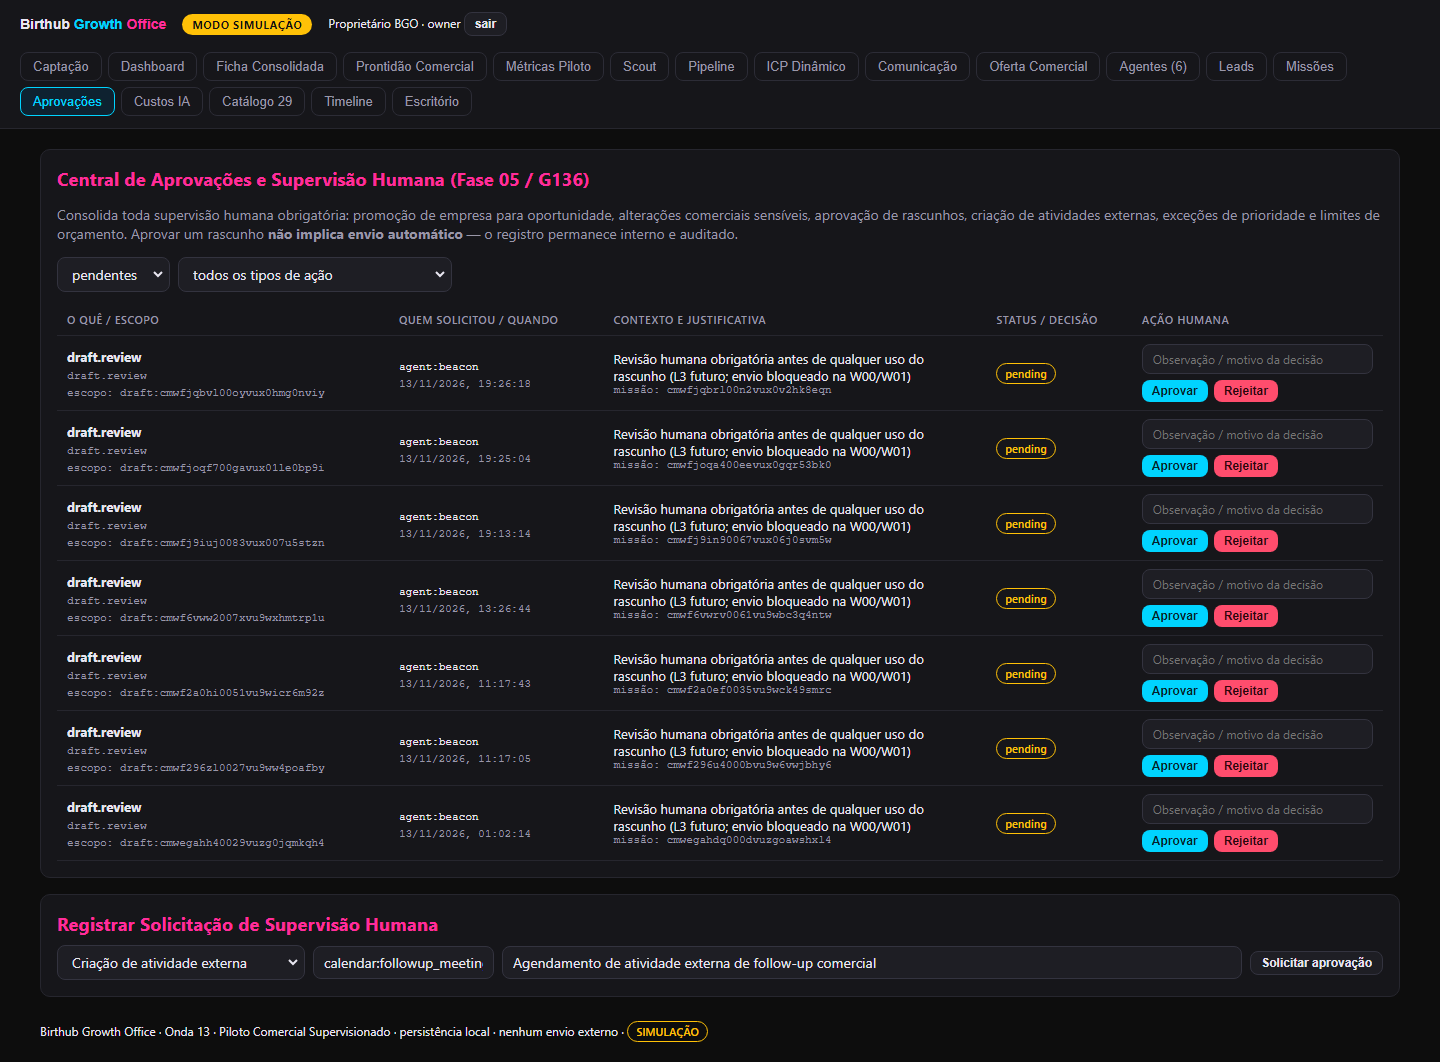 Birthub Growth Office MODO SIMULAÇÃO Proprietário BGO · owner sair
Captação Dashboard Ficha Consolidada Prontidão Comercial Métricas Piloto Scout Pipeline ICP Dinâmico Comunicação Oferta Comercial Agentes (6) Leads Missões
Aprovações Custos IA Catálogo 29 Timeline Escritório
Central de Aprovações e Supervisão Humana (Fase 05 / G136)
Consolida toda supervisão humana obrigatória: promoção de empresa para oportunidade, alterações comerciais sensíveis, aprovação de rascunhos, criação de atividades externas, exceções de prioridade e limites de
orçamento. Aprovar um rascunho não implica envio automático — o registro permanece interno e auditado.
pendentes todos os tipos de ação
O QUÊ / ESCOPO QUEM SOLICITOU / QUANDO CONTEXTO E JUSTIFICATIVA STATUS / DECISÃO AÇÃO HUMANA
draft.review
draft.review
escopo: draft:cmwfjqbvl00oyvux0hmg0nviy
agent:beacon
13/11/2026, 19:26:18
Revisão humana obrigatória antes de qualquer uso do
rascunho (L3 futuro; envio bloqueado na W00/W01)
missão: cmwfjqbrl00n2vux0v2hk8eqn
pending
Observação / motivo da decisão
Aprovar Rejeitar
draft.review
draft.review
escopo: draft:cmwfjoqf700gavux01le0bp9i
agent:beacon
13/11/2026, 19:25:04
Revisão humana obrigatória antes de qualquer uso do
rascunho (L3 futuro; envio bloqueado na W00/W01)
missão: cmwfjoqa400eevux0gqr53bk0
pending
Observação / motivo da decisão
Aprovar Rejeitar
draft.review
draft.review
escopo: draft:cmwfj9iuj0083vux007u5stzn
agent:beacon
13/11/2026, 19:13:14
Revisão humana obrigatória antes de qualquer uso do
rascunho (L3 futuro; envio bloqueado na W00/W01)
missão: cmwfj9in90067vux06j0svm5w
pending
Observação / motivo da decisão
Aprovar Rejeitar
draft.review
draft.review
escopo: draft:cmwf6vww2007xvu9wxhmtrplu
agent:beacon
13/11/2026, 13:26:44
Revisão humana obrigatória antes de qualquer uso do
rascunho (L3 futuro; envio bloqueado na W00/W01)
missão: cmwf6vwrv0061vu9wbc3q4ntw
pending
Observação / motivo da decisão
Aprovar Rejeitar
draft.review
draft.review
escopo: draft:cmwf2a0hi0051vu9wicr6m92z
agent:beacon
13/11/2026, 11:17:43
Revisão humana obrigatória antes de qualquer uso do
rascunho (L3 futuro; envio bloqueado na W00/W01)
missão: cmwf2a0ef0035vu9wck49smrc
pending
Observação / motivo da decisão
Aprovar Rejeitar
draft.review
draft.review
escopo: draft:cmwf296zl0027vu9ww4poafby
agent:beacon
13/11/2026, 11:17:05
Revisão humana obrigatória antes de qualquer uso do
rascunho (L3 futuro; envio bloqueado na W00/W01)
missão: cmwf296u4000bvu9w6vwjbhy6
pending
Observação / motivo da decisão
Aprovar Rejeitar
draft.review
draft.review
escopo: draft:cmwegahh40029vuzg0jqmkqh4
agent:beacon
13/11/2026, 01:02:14
Revisão humana obrigatória antes de qualquer uso do
rascunho (L3 futuro; envio bloqueado na W00/W01)
missão: cmwegahdq000dvuzgoawshxl4
pending
Observação / motivo da decisão
Aprovar Rejeitar
Registrar Solicitação de Supervisão Humana
Criação de atividade externa calendar:followup_meetin Agendamento de atividade externa de follow-up comercial Solicitar aprovação
Birthub Growth Office · Onda 13 · Piloto Comercial Supervisionado · persistência local · nenhum envio externo · SIMULAÇÃO